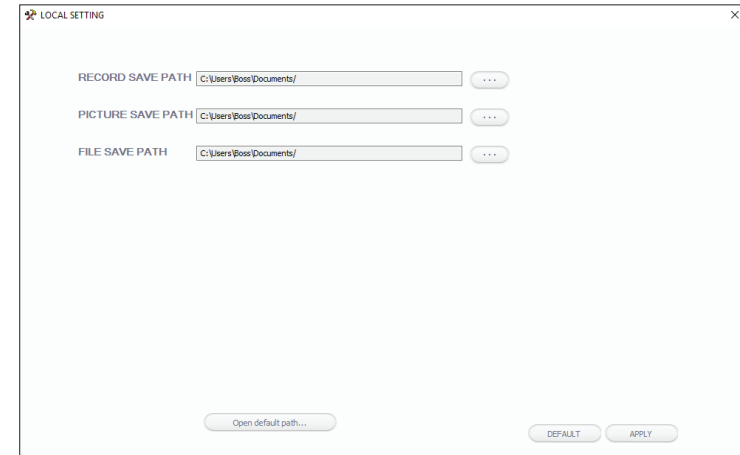 LOCAL SETTING
RECORD SAVE PATH C:\Users\Boss\Documents/ ...
PICTURE SAVE PATH C:\Users\Boss\Documents/ ...
FILE SAVE PATH C:\Users\Boss\Documents/ ...
Open default path...
DEFAULT APPLY